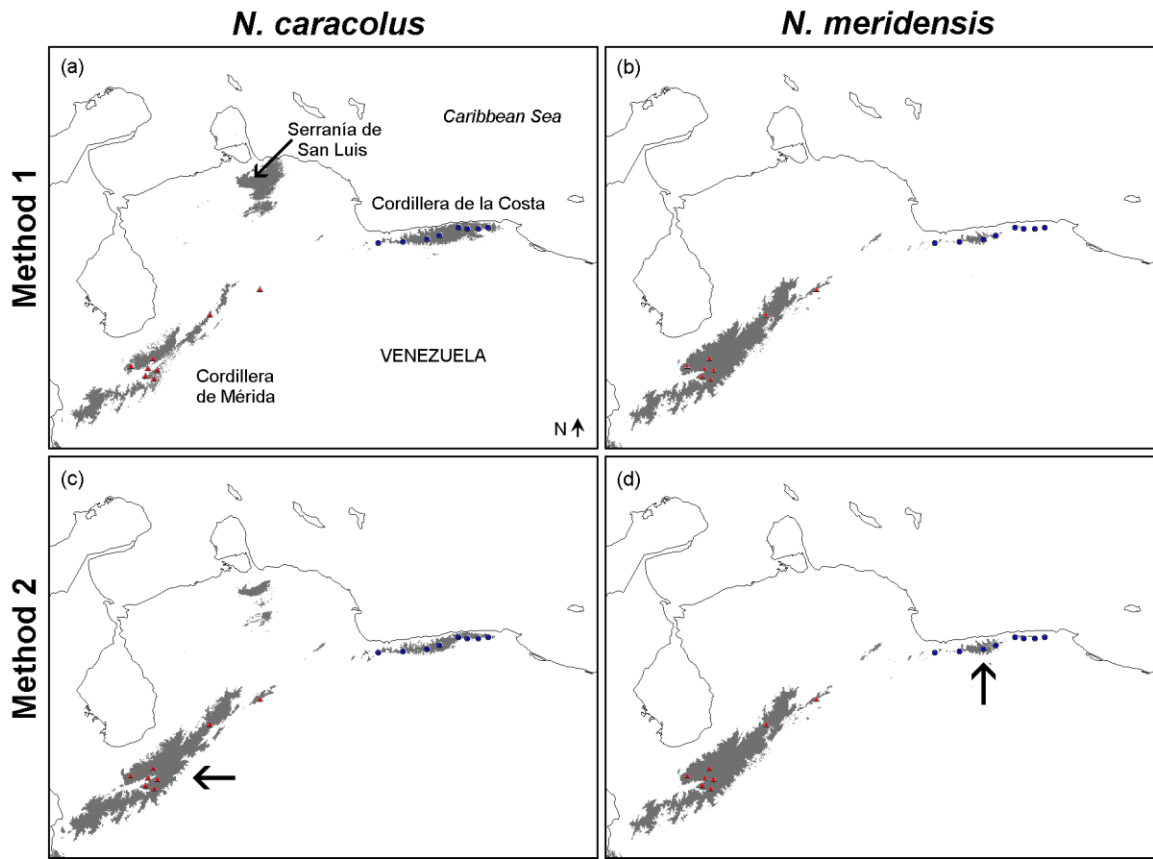 N. caracolus
N. meridensis
Method 1
(a)
Serranía de
San Luis
Caribbean Sea
Cordillera de la Costa
VENEZUELA
Cordillera
de Mérida
N
(b)
Method 2
(c)
(d)